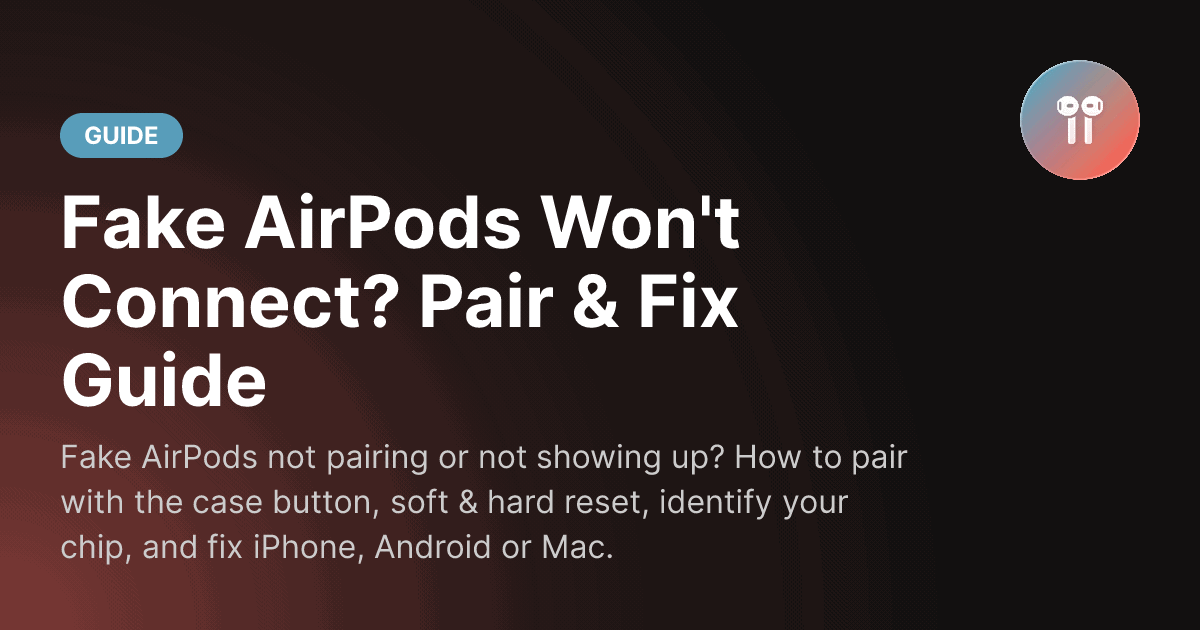 GUIDE
Fake AirPods Won't
Connect? Pair & Fix
Guide
Fake AirPods not pairing or not showing up? How to pair
with the case button, soft & hard reset, identify your
chip, and fix iPhone, Android or Mac.